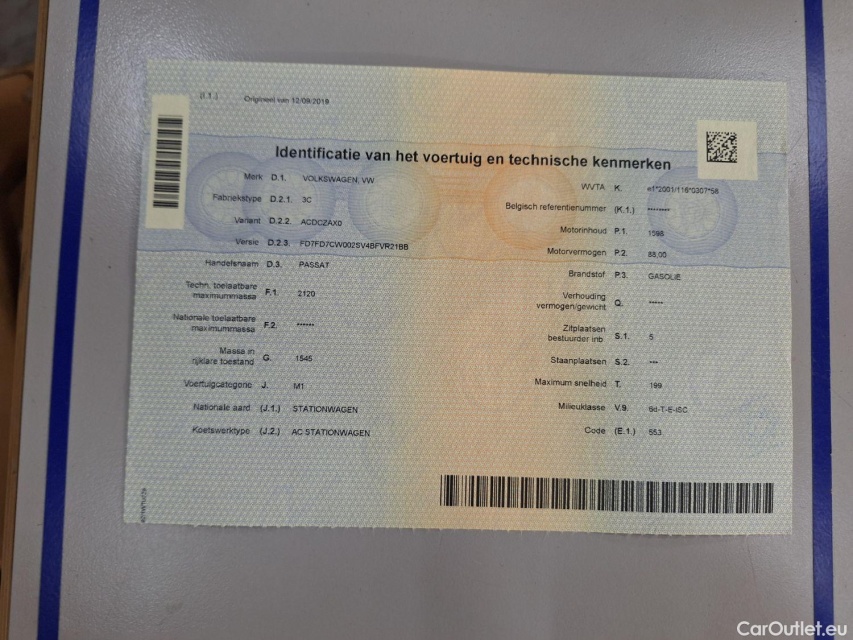 (I.1.) Origineel van 12/09/2019
Identificatie van het voertuig en technische kenmerken
Merk D.1. VOLKSWAGEN, VW
Fabriekstype D.2.1. 3C
Variant D.2.2. ACDCZAX0
Versie D.2.3. FD7FD7CW002SV4BFVR21BB
Handelsnaam D.3. PASSAT
Techn. toelaatbare
maximummassa F.1. 2120
Nationale toelaatbare
maximummassa F.2. ******
Massa in
rijklare toestand G. 1545
Voertuigcategorie J. M1
Nationale aard (J.1.) STATIONWAGEN
Koetswerktype (J.2.) AC STATIONWAGEN
WVTA K. e1*2001/116*0307*58
Belgisch referentienummer (K.1.) *******
Motorinhoud P.1. 1598
Motorvermogen P.2. 88,00
Brandstof P.3. GASOLIE
Verhouding
vermogen/gewicht Q. *****
Zitplaatsen
bestuurder inb S.1. 5
Staanplaatsen S.2. ***
Maximum snelheid T. 199
Milieuklasse V.9. 6d-T-E-ISC
Code (E.1.) 553
CarOutlet.eu